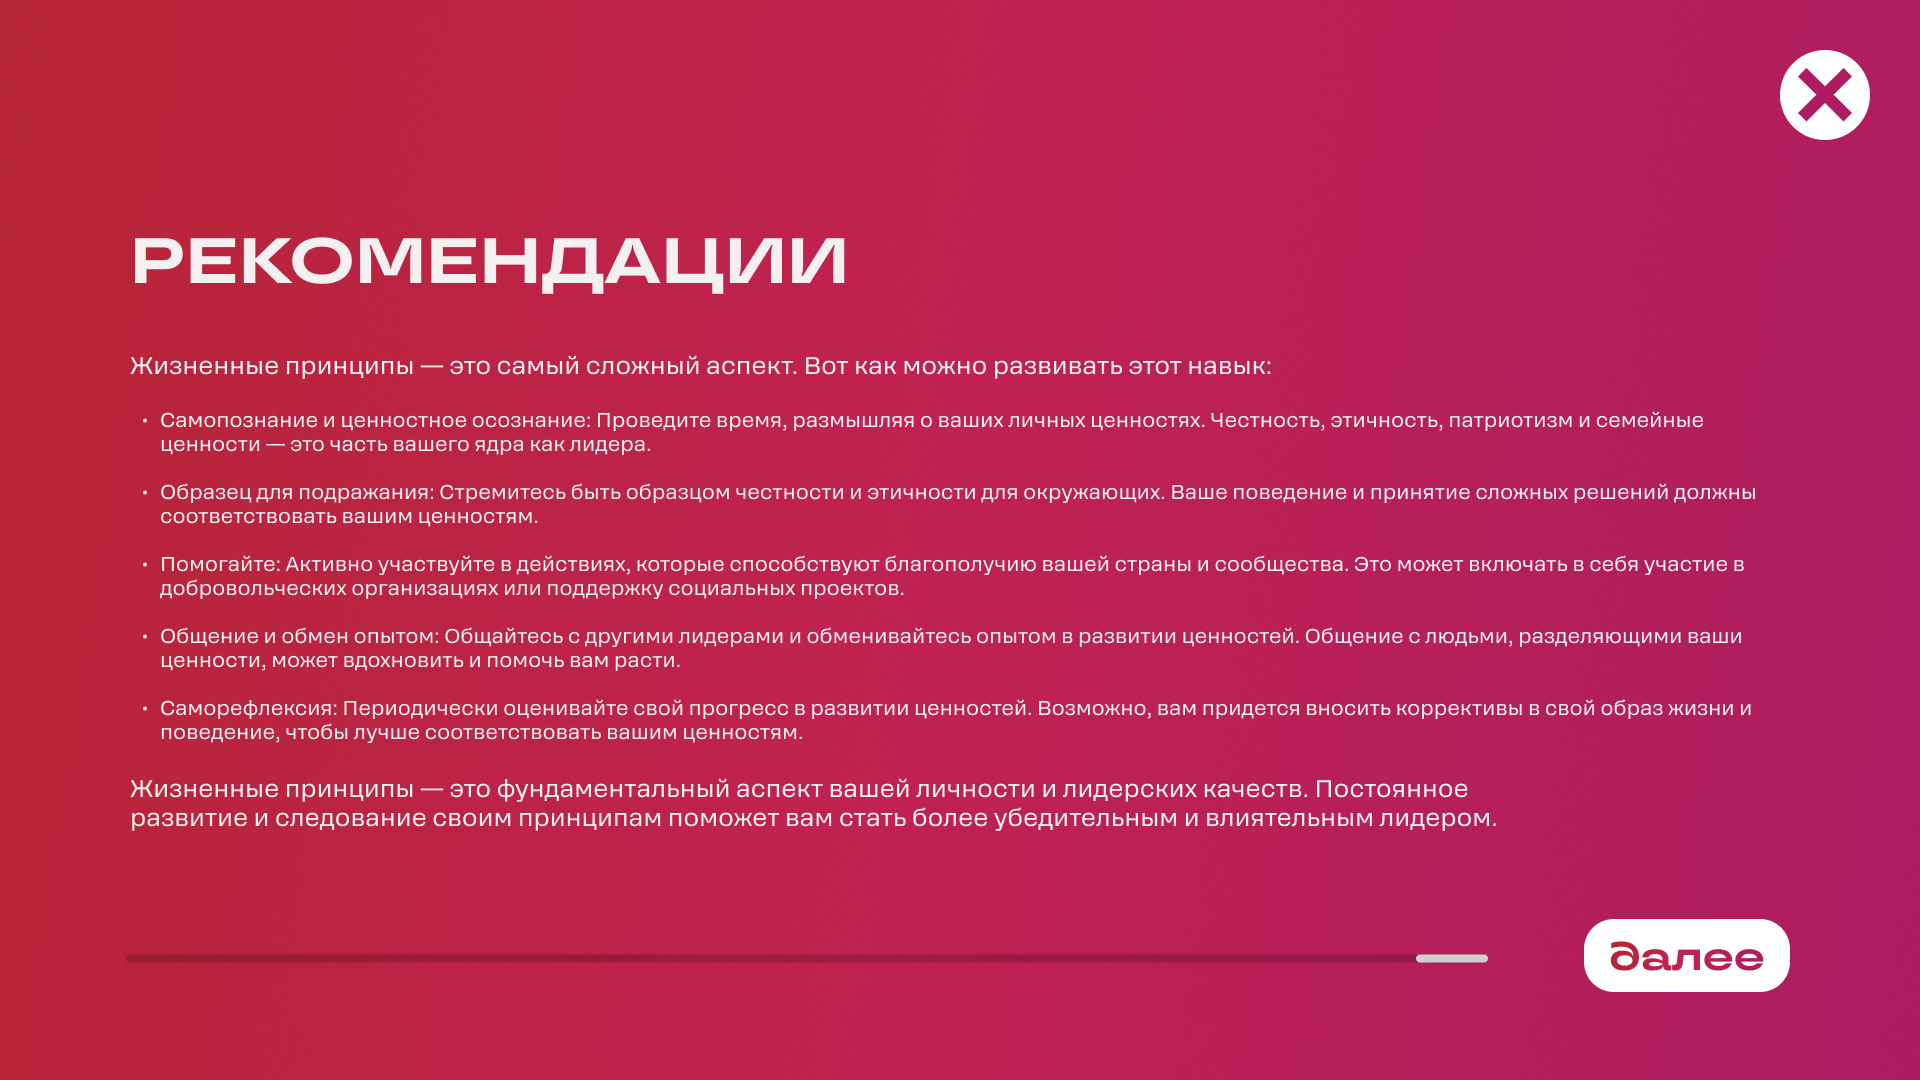 РЕКОМЕНДАЦИИ
Жизненные принципы — это самый сложный аспект. Вот как можно развивать этот навык:
• Самопознание и ценностное осознание: Проведите время, размышляя о ваших личных ценностях. Честность, этичность, патриотизм и семейные
ценности — это часть вашего ядра как лидера.
• Образец для подражания: Стремитесь быть образцом честности и этичности для окружающих. Ваше поведение и принятие сложных решений должны
соответствовать вашим ценностям.
• Помогайте: Активно участвуйте в действиях, которые способствуют благополучию вашей страны и сообщества. Это может включать в себя участие в
добровольческих организациях или поддержку социальных проектов.
• Общение и обмен опытом: Общайтесь с другими лидерами и обменивайтесь опытом в развитии ценностей. Общение с людьми, разделяющими ваши
ценности, может вдохновить и помочь вам расти.
• Саморефлексия: Периодически оценивайте свой прогресс в развитии ценностей. Возможно, вам придется вносить коррективы в свой образ жизни и
поведение, чтобы лучше соответствовать вашим ценностям.
Жизненные принципы — это фундаментальный аспект вашей личности и лидерских качеств. Постоянное
развитие и следование своим принципам поможет вам стать более убедительным и влиятельным лидером.
далее